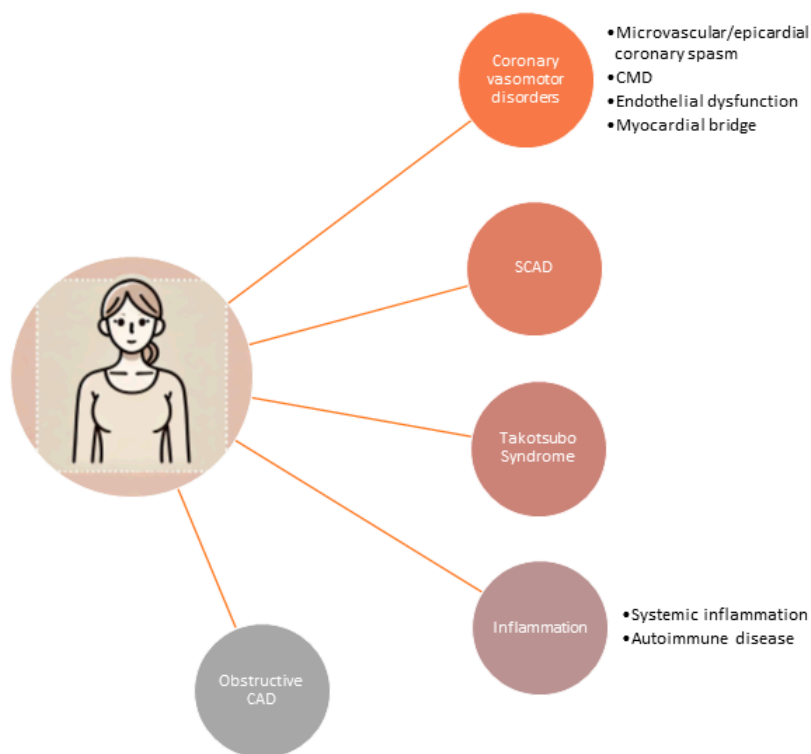 Coronary
vasomotor
disorders
•Microvascular/epicardial
coronary spasm
•CMD
•Endothelial dysfunction
•Myocardial bridge
SCAD
Takotsubo
Syndrome
Inflammation
•Systemic inflammation
•Autoimmune disease
Obstructive
CAD